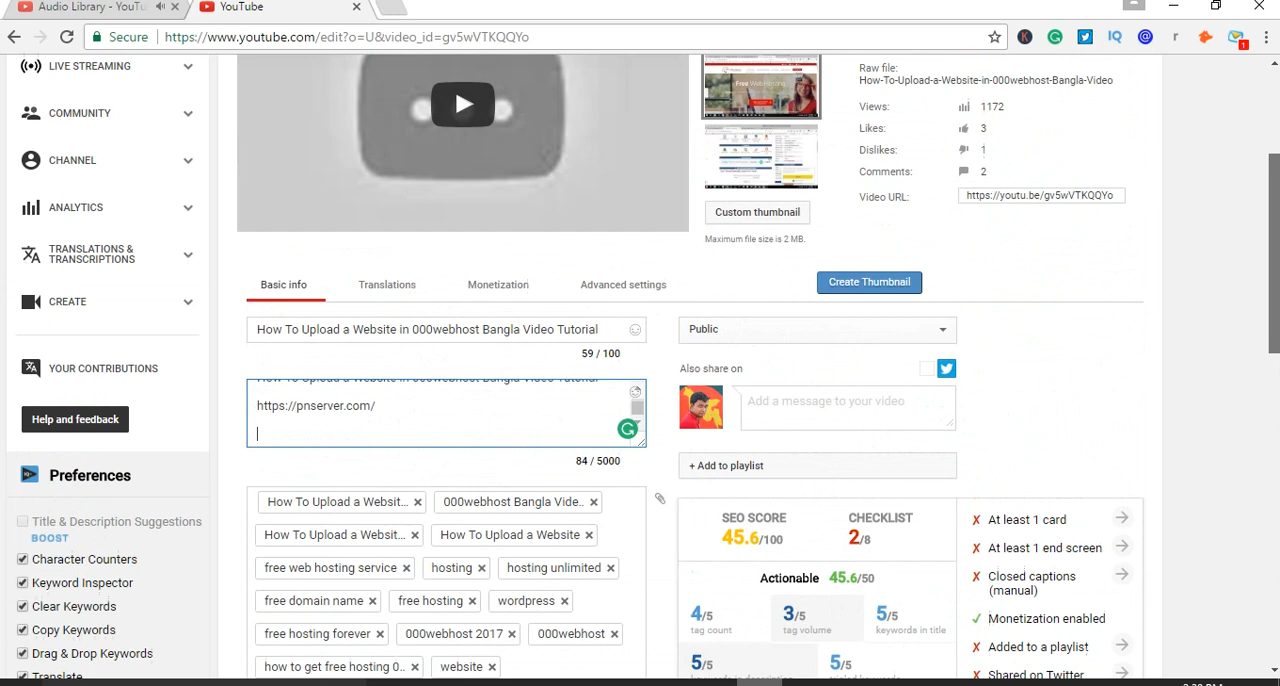 Audio Library - YouTu
YouTube
Secure
https://www.youtube.com/edit?o=U&video_id=gv5wVTKQQYo
LIVE STREAMING
COMMUNITY
CHANNEL
ANALYTICS
TRANSLATIONS &
TRANSCRIPTIONS
CREATE
YOUR CONTRIBUTIONS
Help and feedback
Preferences
Title & Description Suggestions
BOOST
Character Counters
Keyword Inspector
Clear Keywords
Copy Keywords
Drag & Drop Keywords
Translate
Custom thumbnail
Maximum file size is 2 MB.
Raw file:
How-To-Upload-a-Website-in-000webhost-Bangla-Video
Views: 1172
Likes: 3
Dislikes: 1
Comments: 2
Video URL: https://youtu.be/gv5wVTKQQYo
Basic info
Translations
Monetization
Advanced settings
Create Thumbnail
How To Upload a Website in 000webhost Bangla Video Tutorial
59 / 100
How To Upload a Website in 000webhost Bangla Video Tutorial
https://pnserver.com/
84 / 5000
Public
Also share on
Add a message to your video
+ Add to playlist
How To Upload a Websit... ×
000webhost Bangla Vide.. ×
How To Upload a Websit... ×
How To Upload a Website ×
free web hosting service ×
hosting ×
hosting unlimited ×
free domain name ×
free hosting ×
wordpress ×
free hosting forever ×
000webhost 2017 ×
000webhost ×
how to get free hosting 0.. ×
website ×
SEO SCORE
45.6/100
CHECKLIST
2/8
Actionable 45.6/50
4/5
tag count
3/5
tag volume
5/5
keywords in title
5/5
5/5
At least 1 card
At least 1 end screen
Closed captions
(manual)
Monetization enabled
Added to a playlist
Shared on Twitter